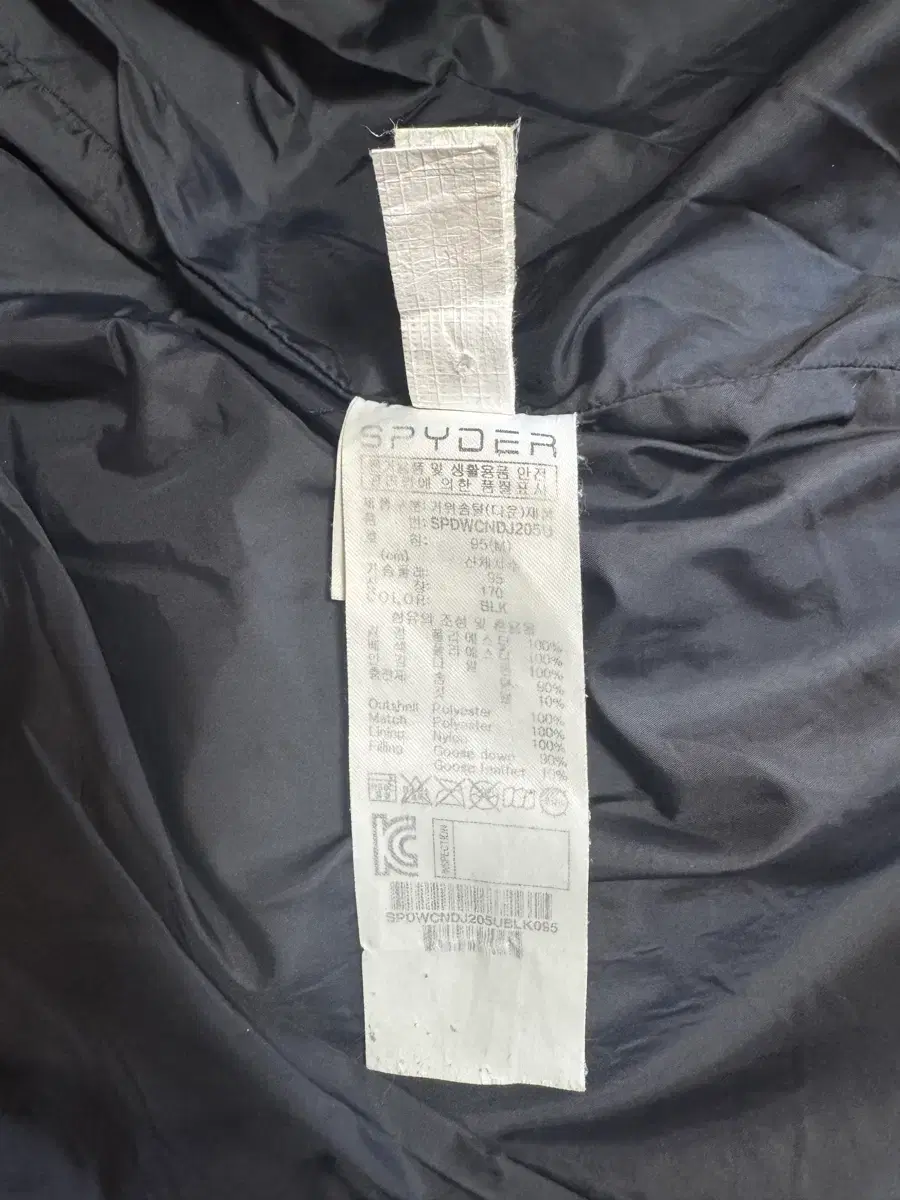 SPYDER
전기용품 및 생활용품 안전
관리법에 의한 품질표시
제품구분: 거위솜털(다운)제품
품 번: SPDWCNDJ205U
호 칭: 95(M)
(cm) 신체치수
가슴둘레: 95
신 장: 170
COLOR: BLK
섬유의 조성 및 혼용율
겉 감 폴리에스터 100%
배 색 폴리에스터 100%
안 감 나 일 론 100%
충전재 솜 털 90%
깃 털 10%
Outshell Polyester 100%
Match Polyester 100%
Lining Nylon 100%
Filling Goose down 90%
Goose feather 10%
INSPECTION
SPDWCNDJ205UBLK095